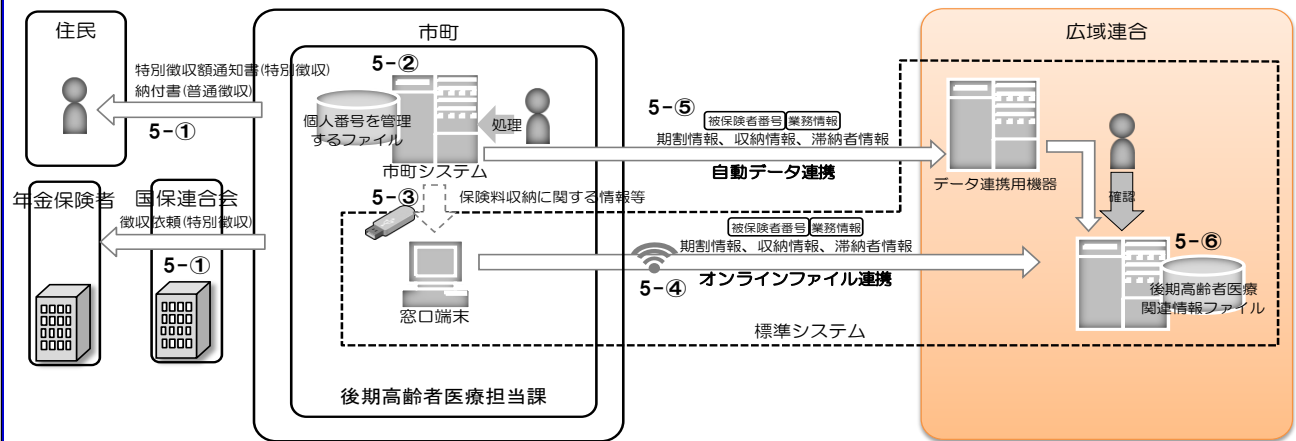 住民
市町
広域連合
特別徴収額通知書(特別徴収)
納付書(普通徴収)
5-①
5-②
個人番号を管理
するファイル
処理
市町システム
5-⑤
被保険者番号 業務情報
期割情報、収納情報、滞納者情報
自動データ連携
データ連携用機器
確認
年金保険者
国保連合会
徴収依頼(特別徴収)
5-①
5-③
保険料収納に関する情報等
窓口端末
被保険者番号 業務情報
期割情報、収納情報、滞納者情報
5-④
オンラインファイル連携
5-⑥
後期高齢者医療
関連情報ファイル
標準システム
後期高齢者医療担当課